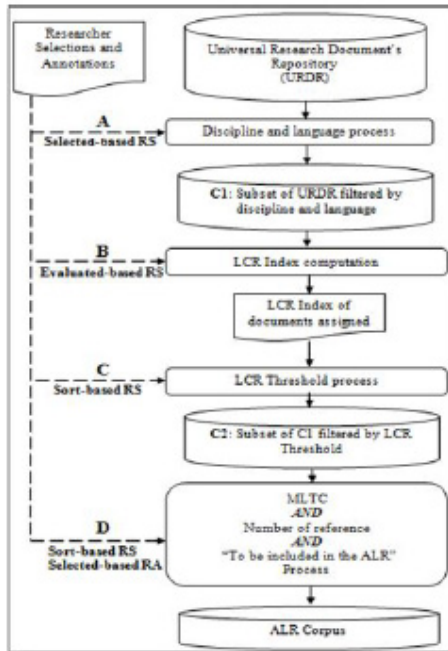 Researcher
Selections and
Annotations
Universal Research Document's
Repository
(URDR)
A
Selected-based RS
Discipline and language process
C1: Subset of URDR filtered by
discipline and language
B
Evaluated-based RS
LCR Index computation
LCR Index of
documents assigned
C
Sort-based RS
LCR Threshold process
C2: Subset of C1 filtered by LCR
Threshold
D
Sort-based RS
Selected-based RA
MLTC
AND
Number of reference
AND
"To be included in the ALR"
Process
ALR Corpus